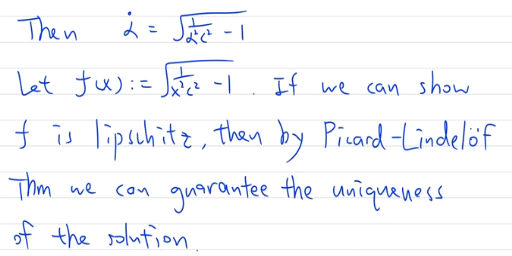 Then α̇ = √(1/(α²c²) - 1)
Let f(x) := √(1/(x²c²) - 1) . If we can show
f is lipschitz, then by Picard-Lindelöf
Thm we can guarantee the uniqueness
of the solution.